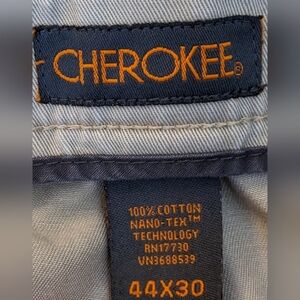 CHEROKEE®
100% COTTON
NANO-TEX™
TECHNOLOGY
RN17730
VN3688539
44X30